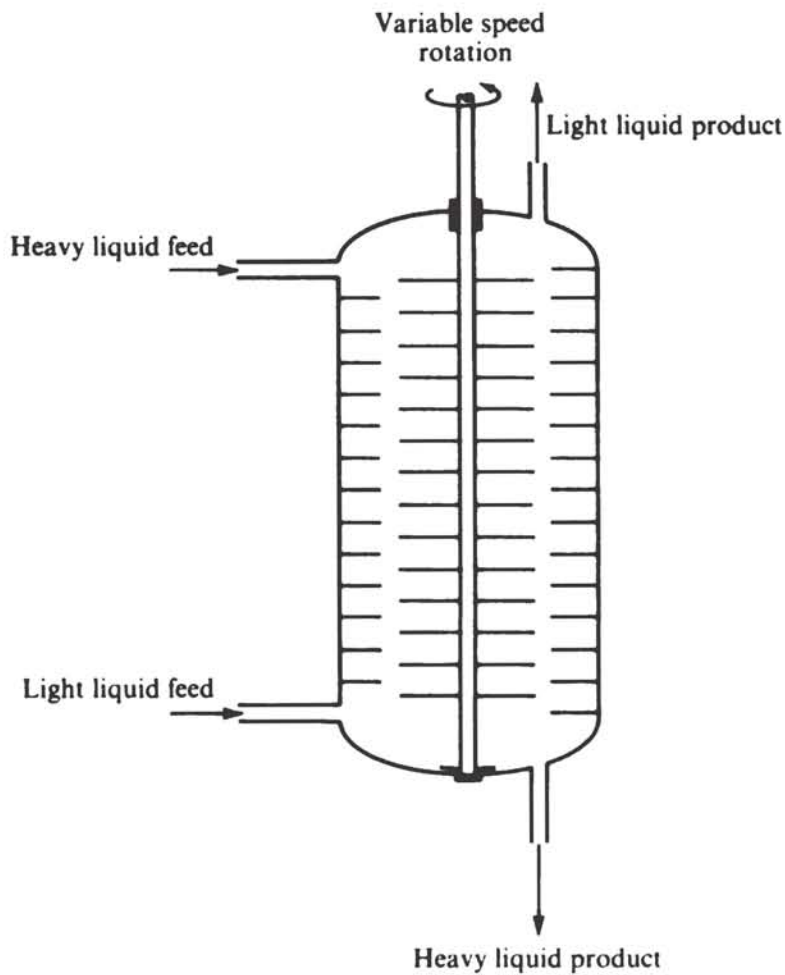 Variable speed
rotation
Light liquid product
Heavy liquid feed
Light liquid feed
Heavy liquid product